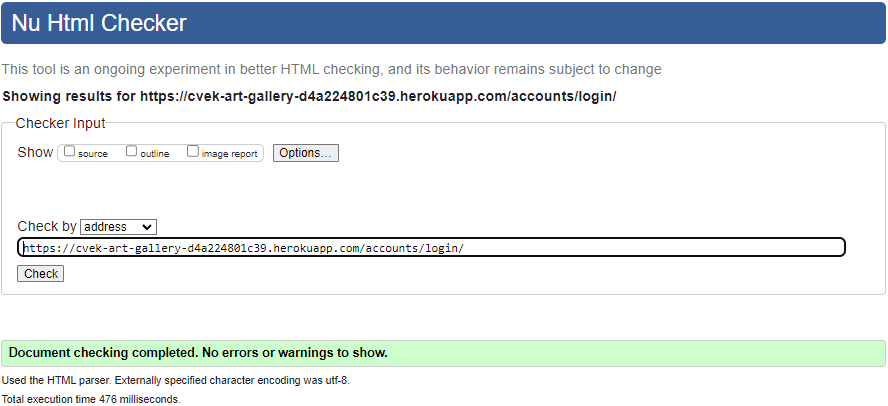 Nu Html Checker
This tool is an ongoing experiment in better HTML checking, and its behavior remains subject to change
Showing results for https://cvek-art-gallery-d4a224801c39.herokuapp.com/accounts/login/
Checker Input
Show source outline image report Options...
Check by address
https://cvek-art-gallery-d4a224801c39.herokuapp.com/accounts/login/
Check
Document checking completed. No errors or warnings to show.
Used the HTML parser. Externally specified character encoding was utf-8.
Total execution time 476 milliseconds.